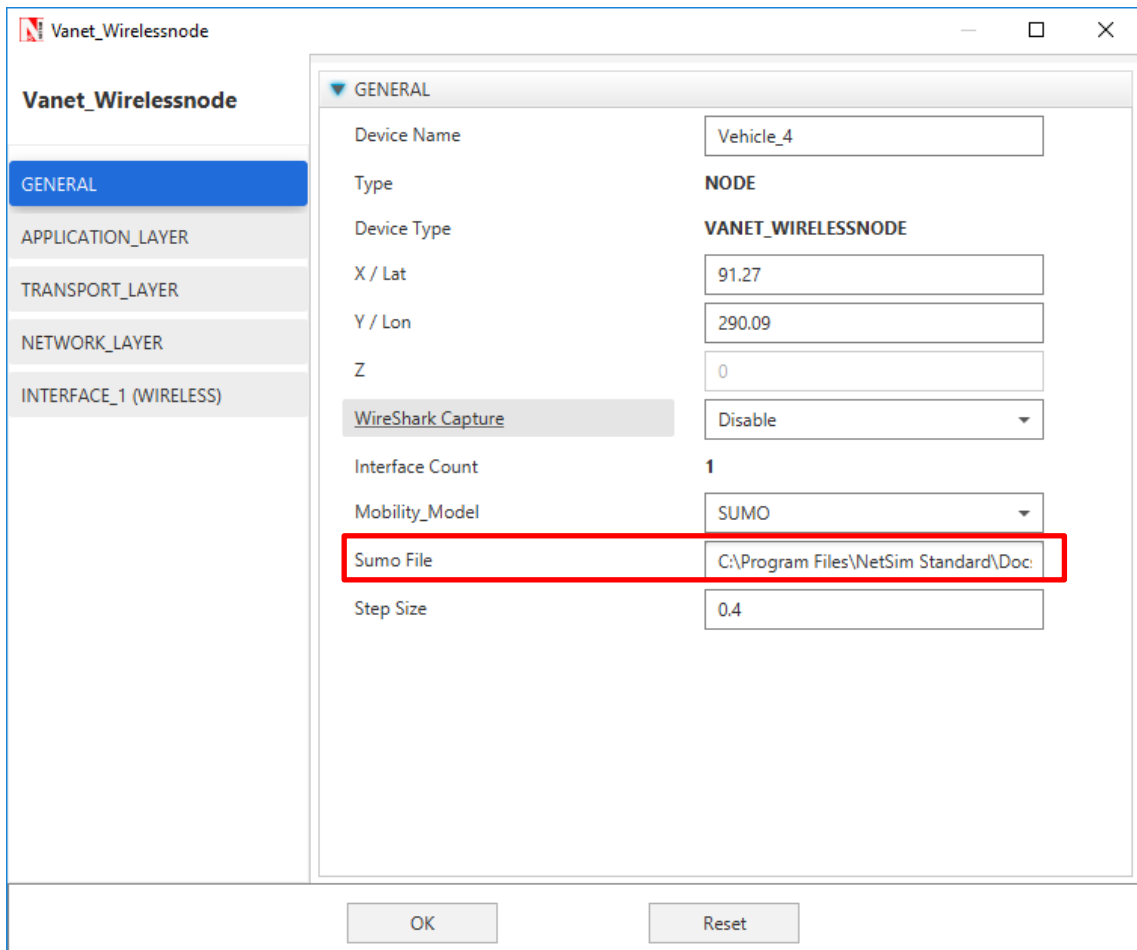 Vanet_Wirelessnode
Vanet_Wirelessnode
GENERAL
APPLICATION_LAYER
TRANSPORT_LAYER
NETWORK_LAYER
INTERFACE_1 (WIRELESS)
GENERAL
Device Name Vehicle_4
Type NODE
Device Type VANET_WIRELESSNODE
X / Lat 91.27
Y / Lon 290.09
Z 0
WireShark Capture Disable
Interface Count 1
Mobility_Model SUMO
Sumo File C:\Program Files\NetSim Standard\Doc
Step Size 0.4
OK Reset